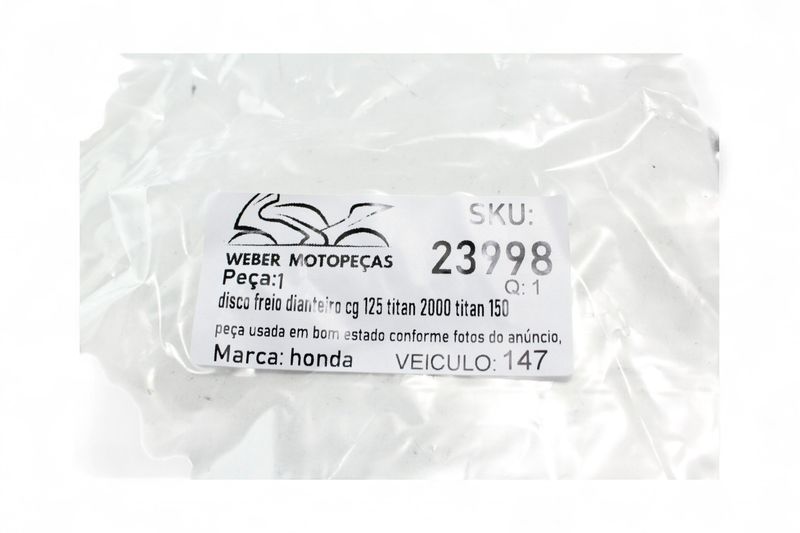 WEBER MOTOPEÇAS
SKU:
23998
Peça:1
Q: 1
disco freio dianteiro cg 125 titan 2000 titan 150
peça usada em bom estado conforme fotos do anúncio,
Marca: honda
VEICULO: 147